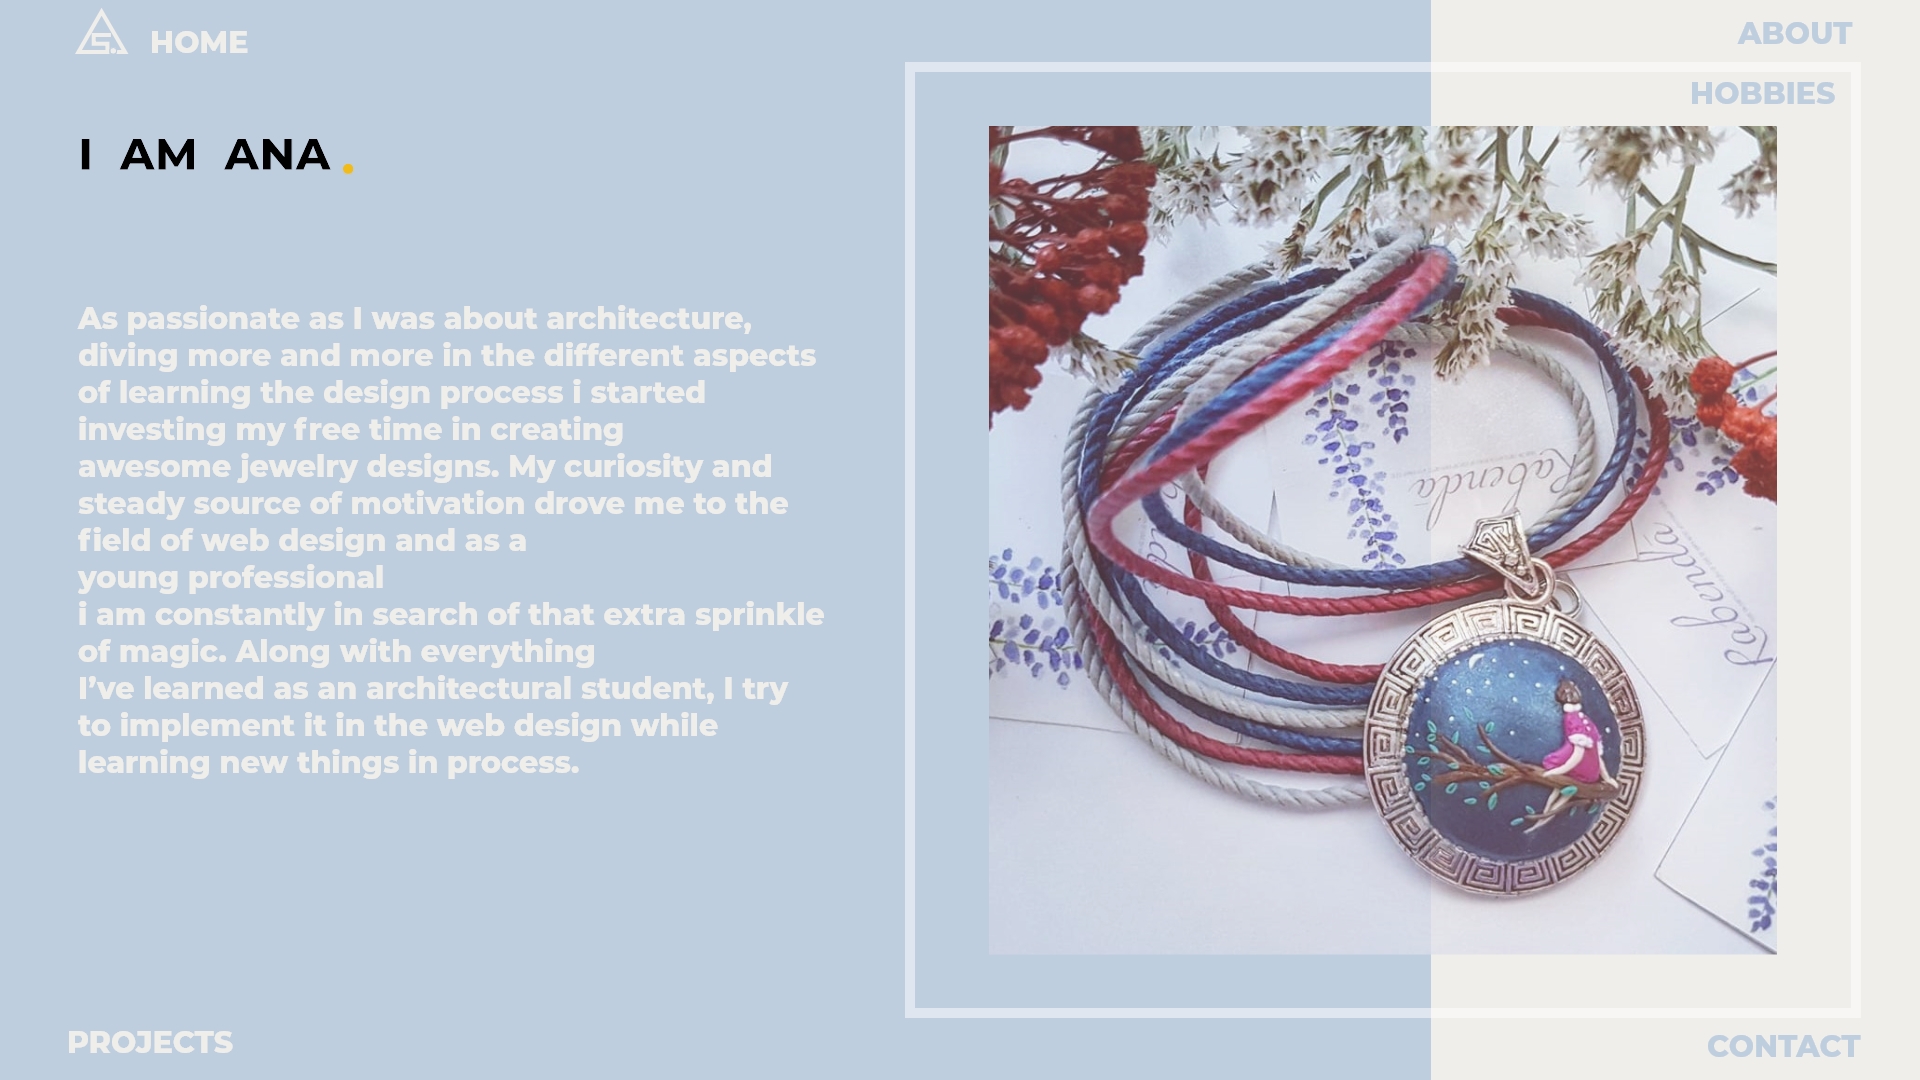 HOME
ABOUT
HOBBIES
I AM ANA.
As passionate as I was about architecture,
diving more and more in the different aspects
of learning the design process i started
investing my free time in creating
awesome jewelry designs. My curiosity and
steady source of motivation drove me to the
field of web design and as a
young professional
i am constantly in search of that extra sprinkle
of magic. Along with everything
I’ve learned as an architectural student, I try
to implement it in the web design while
learning new things in process.
Rabenda
Rabenda
PROJECTS
CONTACT